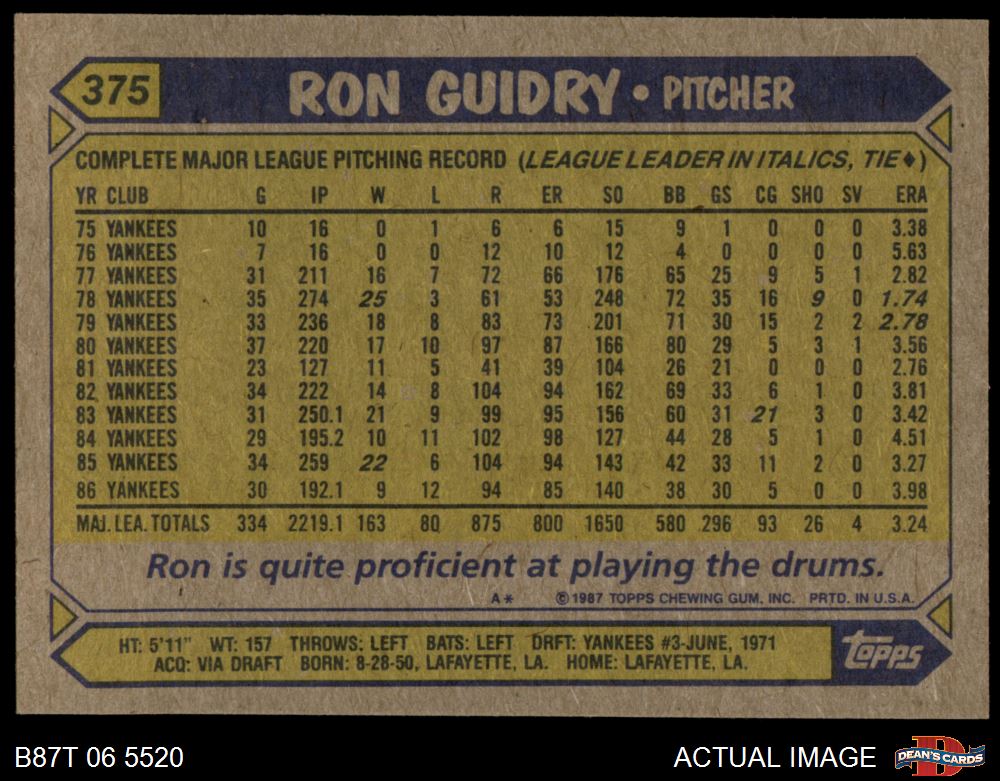 375
RON GUIDRY • PITCHER
COMPLETE MAJOR LEAGUE PITCHING RECORD (LEAGUE LEADER IN ITALICS, TIE♦)
YR CLUB G IP W L R ER SO BB GS CG SHO SV ERA
75 YANKEES 10 16 0 1 6 6 15 9 1 0 0 0 3.38
76 YANKEES 7 16 0 0 12 10 12 4 0 0 0 0 5.63
77 YANKEES 31 211 16 7 72 66 176 65 25 9 5 1 2.82
78 YANKEES 35 274 25 3 61 53 248 72 35 16 9 0 1.74
79 YANKEES 33 236 18 8 83 73 201 71 30 15 2 2 2.78
80 YANKEES 37 220 17 10 97 87 166 80 29 5 3 1 3.56
81 YANKEES 23 127 11 5 41 39 104 26 21 0 0 0 2.76
82 YANKEES 34 222 14 8 104 94 162 69 33 6 1 0 3.81
83 YANKEES 31 250.1 21 9 99 95 156 60 31 21 3 0 3.42
84 YANKEES 29 195.2 10 11 102 98 127 44 28 5 1 0 4.51
85 YANKEES 34 259 22 6 104 94 143 42 33 11 2 0 3.27
86 YANKEES 30 192.1 9 12 94 85 140 38 30 5 0 0 3.98
MAJ. LEA. TOTALS 334 2219.1 163 80 875 800 1650 580 296 93 26 4 3.24
Ron is quite proficient at playing the drums.
A* © 1987 TOPPS CHEWING GUM, INC. PRTD. IN U.S.A.
HT: 5'11" WT: 157 THROWS: LEFT BATS: LEFT DRFT: YANKEES #3-JUNE, 1971
ACQ: VIA DRAFT BORN: 8-28-50, LAFAYETTE, LA. HOME: LAFAYETTE, LA.
topps
B87T 06 5520
ACTUAL IMAGE
D
DEAN'S CARDS